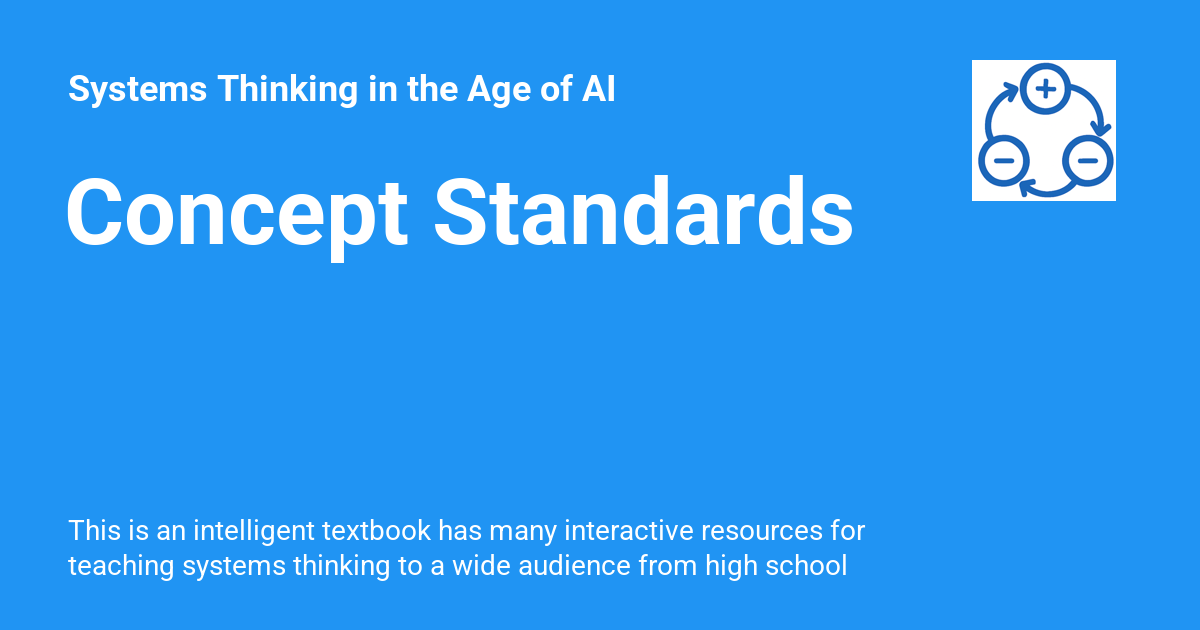 Systems Thinking in the Age of AI
Concept Standards
This is an intelligent textbook has many interactive resources for
teaching systems thinking to a wide audience from high school